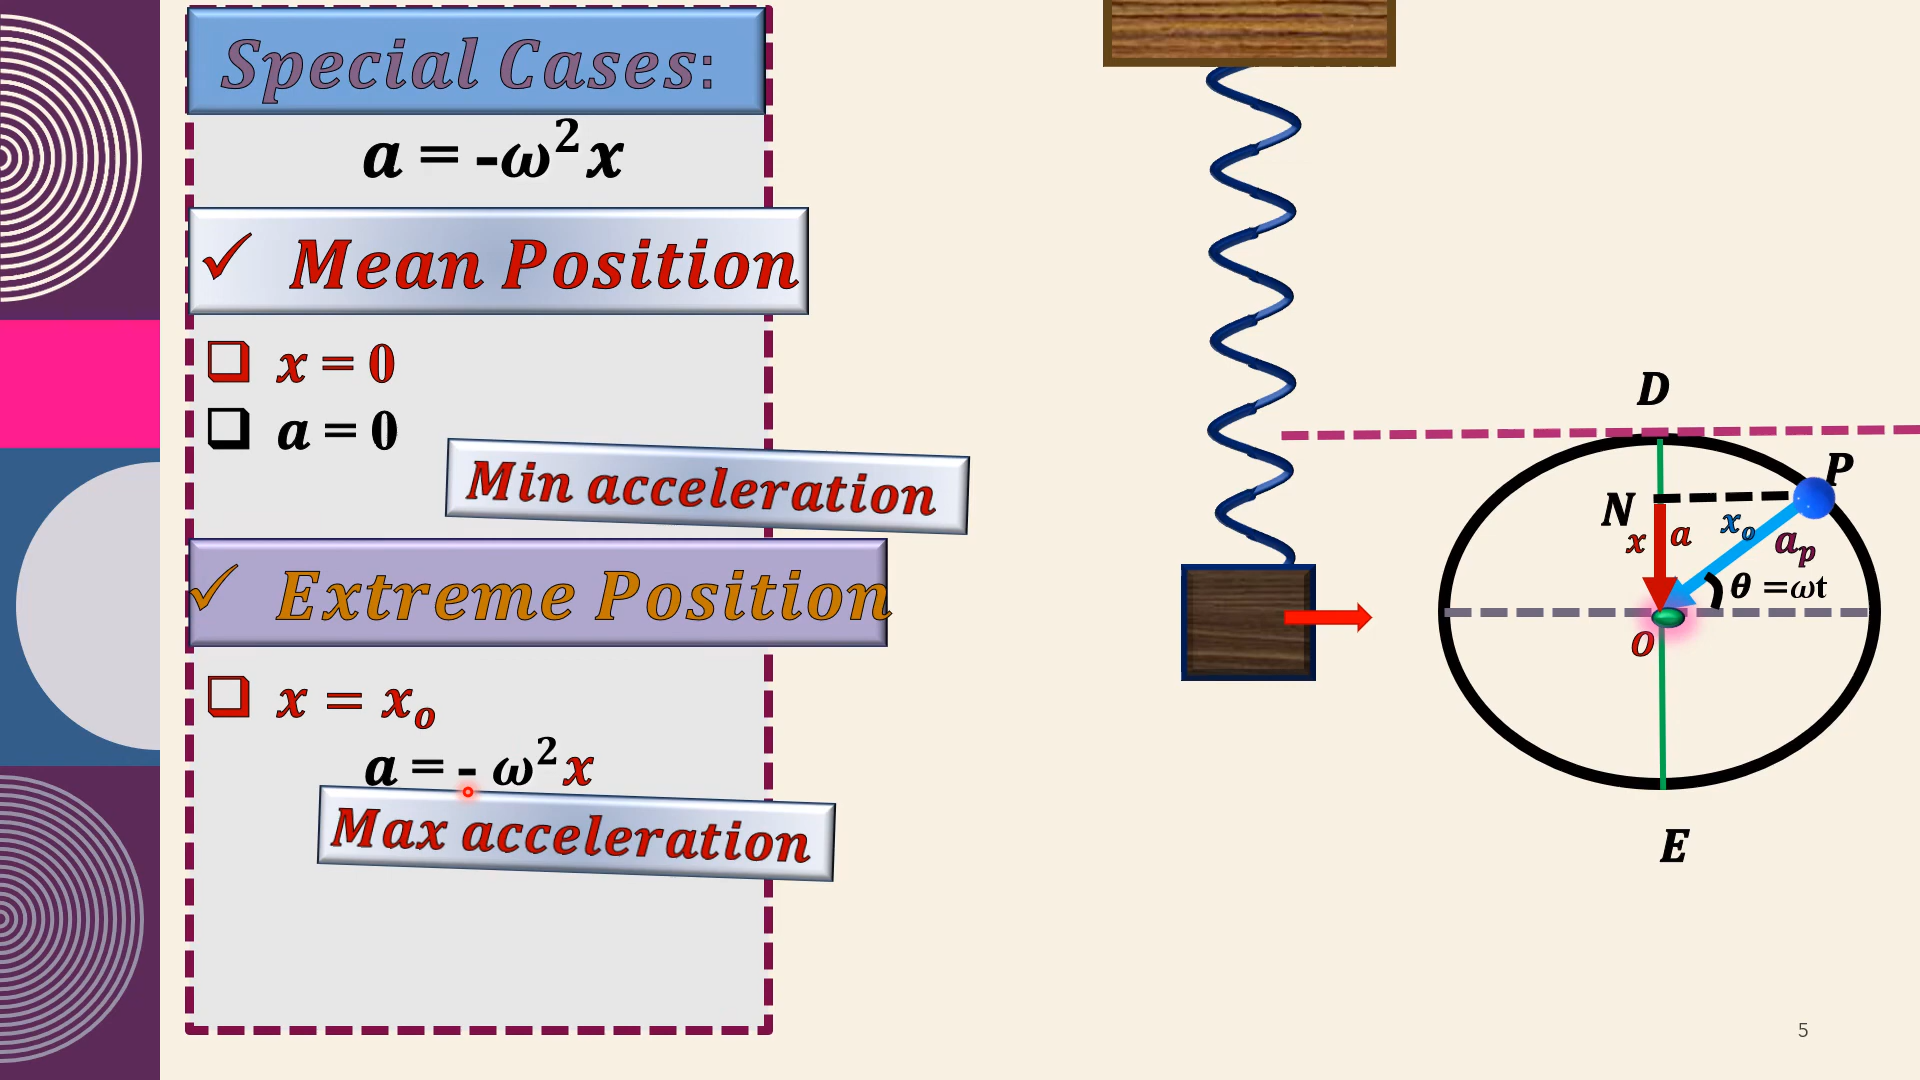 Special Cases:
a = -ω²x
✓ Mean Position
❑ x = 0
❑ a = 0
Min acceleration
✓ Extreme Position
❑ x = xₒ
a = - ω²x
Max acceleration
D
P
N
x
a
xₒ
aₚ
θ =ωt
O
E
5